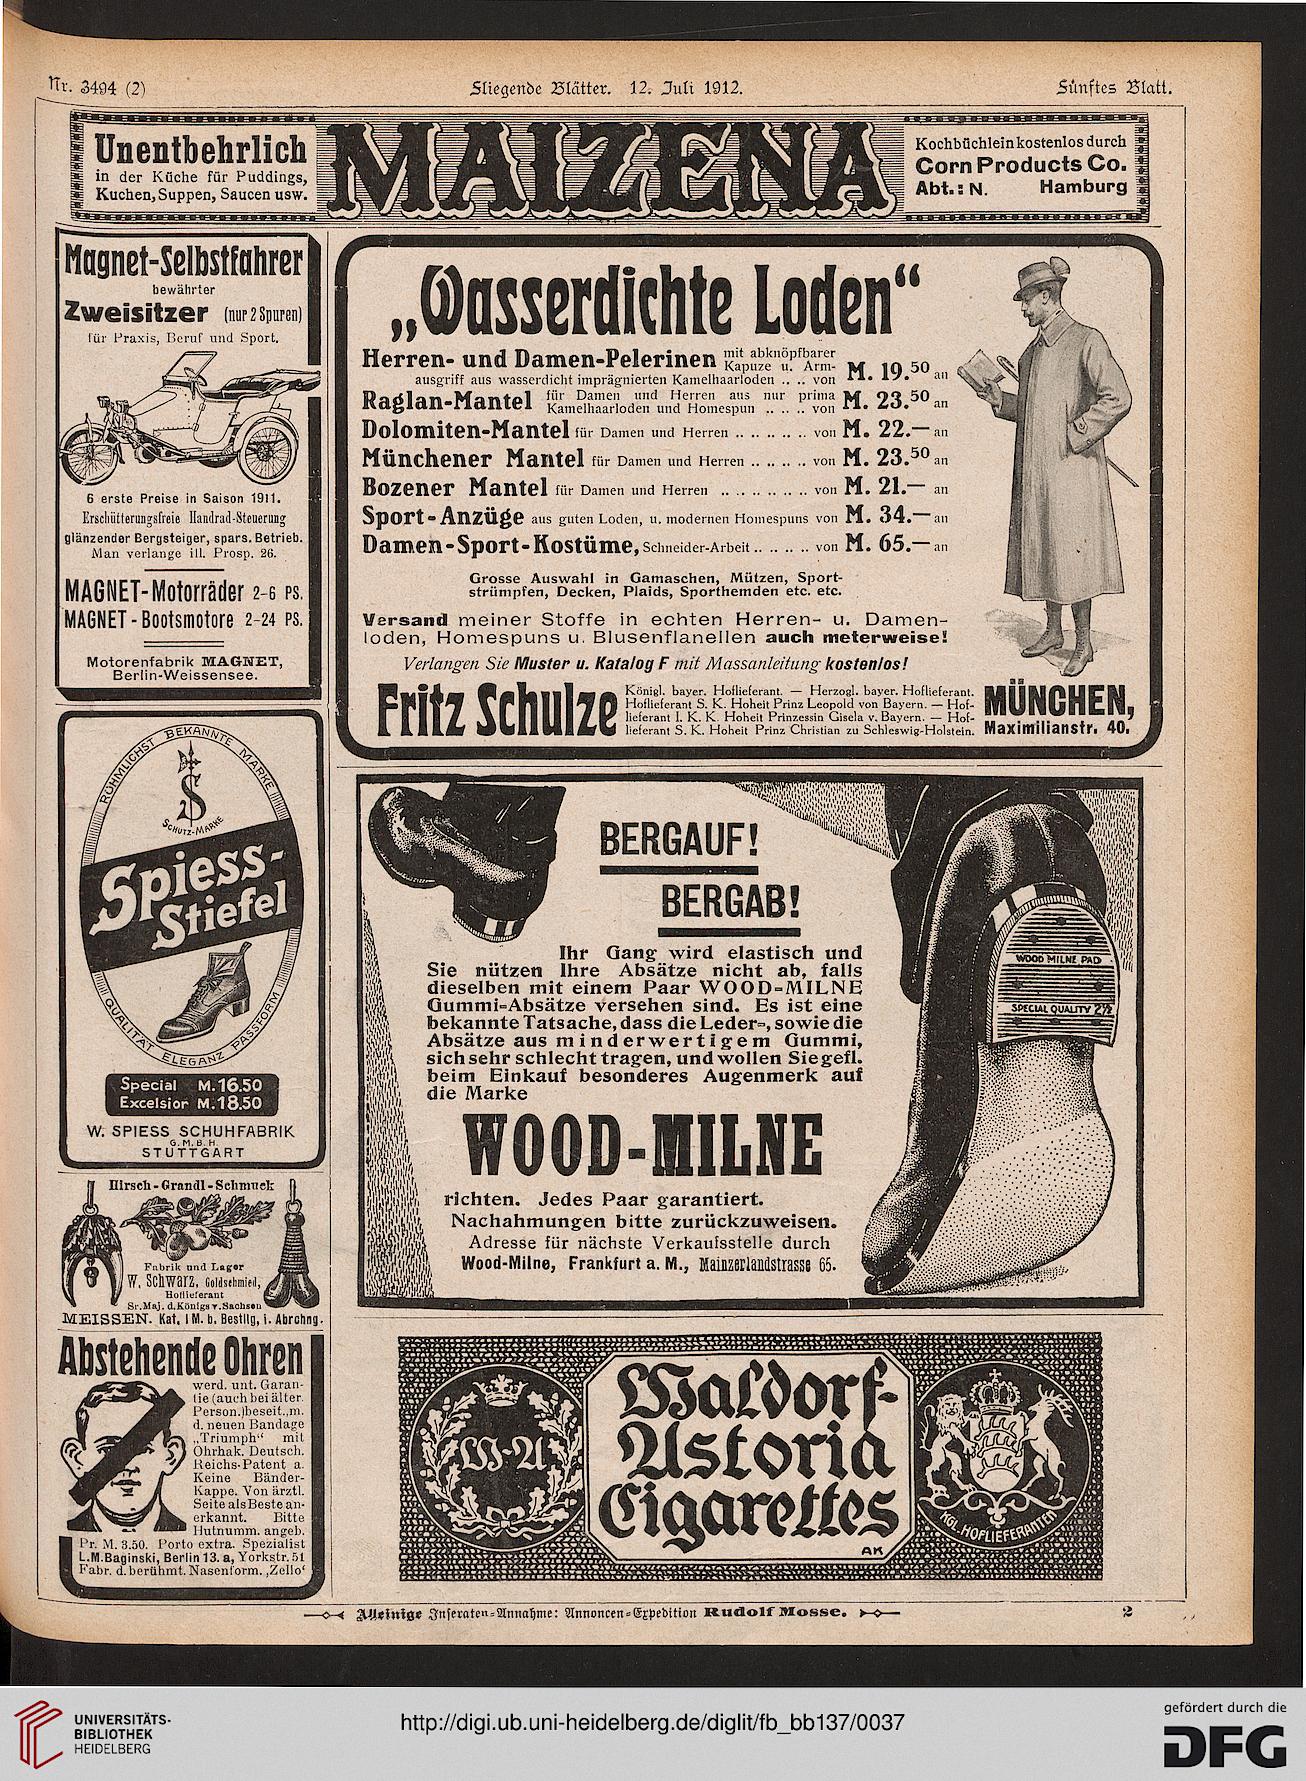 Nr. 3494 (2)
Fliegende Blätter. 12. Juli 1912.
Fünftes Blatt.
Unentbehrlich
in der Küche für Puddings,
Kuchen, Suppen, Saucen usw.
MAIZENA
Kochbüchlein kostenlos durch
Corn Products Co.
Abt.: N. Hamburg
Magnet-Selbstfahrer
bewährter
Zweisitzer (nur 2 Spuren)
für Praxis, Beruf und Sport.
6 erste Preise in Saison 1911.
Erschütterungsfreie Handrad-Steuerung
glänzender Bergsteiger, spars. Betrieb.
Man verlange ill. Prosp. 26.
MAGNET-Motorräder 2-6 PS.
MAGNET-Bootsmotore 2-24 PS.
Motorenfabrik MAGNET,
Berlin-Weissensee.
„Wasserdichte Loden“
Herren- und Damen-Pelerinen mit abknöpfbarer Kapuze u. Arm-
ausgriff aus wasserdicht imprägnierten Kamelhaarloden .. .. von M. 19.50 an
Raglan-Mantel für Damen und Herren aus nur prima
Kamelhaarloden und Homespun .. .. .. von M. 23.50 an
Dolomiten-Mantel für Damen und Herren .. .. .. .. von M. 22.— an
Münchener Mantel für Damen und Herren .. .. .. von M. 23.50 an
Bozener Mantel für Damen und Herren .. .. .. .. .. von M. 21.— an
Sport-Anzüge aus guten Loden, u. modernen Homespuns von M. 34.— an
Damen-Sport-Kostüme, Schneider-Arbeit .. .. .. von M. 65.— an
Grosse Auswahl in Gamaschen, Mützen, Sport-
strümpfen, Decken, Plaids, Sporthemden etc. etc.
Versand meiner Stoffe in echten Herren- u. Damen-
loden, Homespuns u. Blusenflanellen auch meterweise!
Verlangen Sie Muster u. Katalog F mit Massanleitung kostenlos!
Fritz Schulze
Königl. bayer. Hoflieferant. — Herzogl. bayer. Hoflieferant.
Hoflieferant S. K. Hoheit Prinz Leopold von Bayern. — Hof-
lieferant I. K. K. Hoheit Prinzessin Gisela v. Bayern. — Hof-
lieferant S. K. Hoheit Prinz Christian zu Schleswig-Holstein.
MÜNCHEN,
Maximilianstr. 40.
RÜHMLICHST BEKANNTE MARKE
S
SCHUTZ-MARKE
Spiess-
Stiefel
QUALITÄT ELEGANZ PASSFORM
Special M. 16.50
Excelsior M. 18.50
W. SPIESS SCHUHFABRIK
G.M.B.H.
STUTTGART
BERGAUF!
BERGAB!
Ihr Gang wird elastisch und
Sie nützen Ihre Absätze nicht ab, falls
dieselben mit einem Paar WOOD-MILNE
Gummi-Absätze versehen sind. Es ist eine
bekannte Tatsache, dass die Leder-, sowie die
Absätze aus minderwertigem Gummi,
sich sehr schlecht tragen, und wollen Sie gefl.
beim Einkauf besonderes Augenmerk auf
die Marke
WOOD-MILNE
richten. Jedes Paar garantiert.
Nachahmungen bitte zurückzuweisen.
Adresse für nächste Verkaufsstelle durch
Wood-Milne, Frankfurt a. M., Mainzerlandstrasse 65.
WOOD MILNE PAD
SPECIAL QUALITY 2½
Hirsch-Grandl-Schmuck
Fabrik und Lager
W. Schwarz, Goldschmied,
Hoflieferant
Sr. Maj. d. Königs v. Sachsen
MEISSEN. Kat. 1 M. b. Bestllg. i. Abrchng.
Abstehende Ohren
werd. unt. Garan-
tie (auch bei älter.
Person.) beseit., m.
d. neuen Bandage
„Triumph“ mit
Ohrhak. Deutsch.
Reichs-Patent a.
Keine Bänder-
Kappe. Von ärztl.
Seite als Beste an-
erkannt. Bitte
Hutnumm. angeb.
Pr. M. 3.50. Porto extra. Spezialist
L.M.Baginski, Berlin 13. a, Yorkstr. 51
Fabr. d. berühmt. Nasenform. ‚Zello‘
W-A
Waldorf-
Astoria
Cigarettes
AK
KGL. HOFLIEFERANTEN
Alleinige Inseraten-Annahme: Annoncen-Expedition Rudolf Mosse.
2
UNIVERSITÄTS-
BIBLIOTHEK
HEIDELBERG
http://digi.ub.uni-heidelberg.de/diglit/fb_bb137/0037
gefördert durch die
DFG